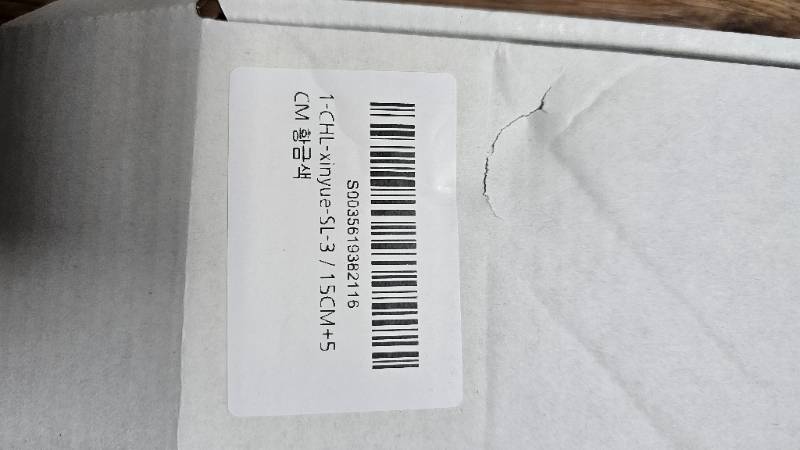 S0035619382116
1-CHL-xinyue-SL-3 / 15CM+5
CM 황금색